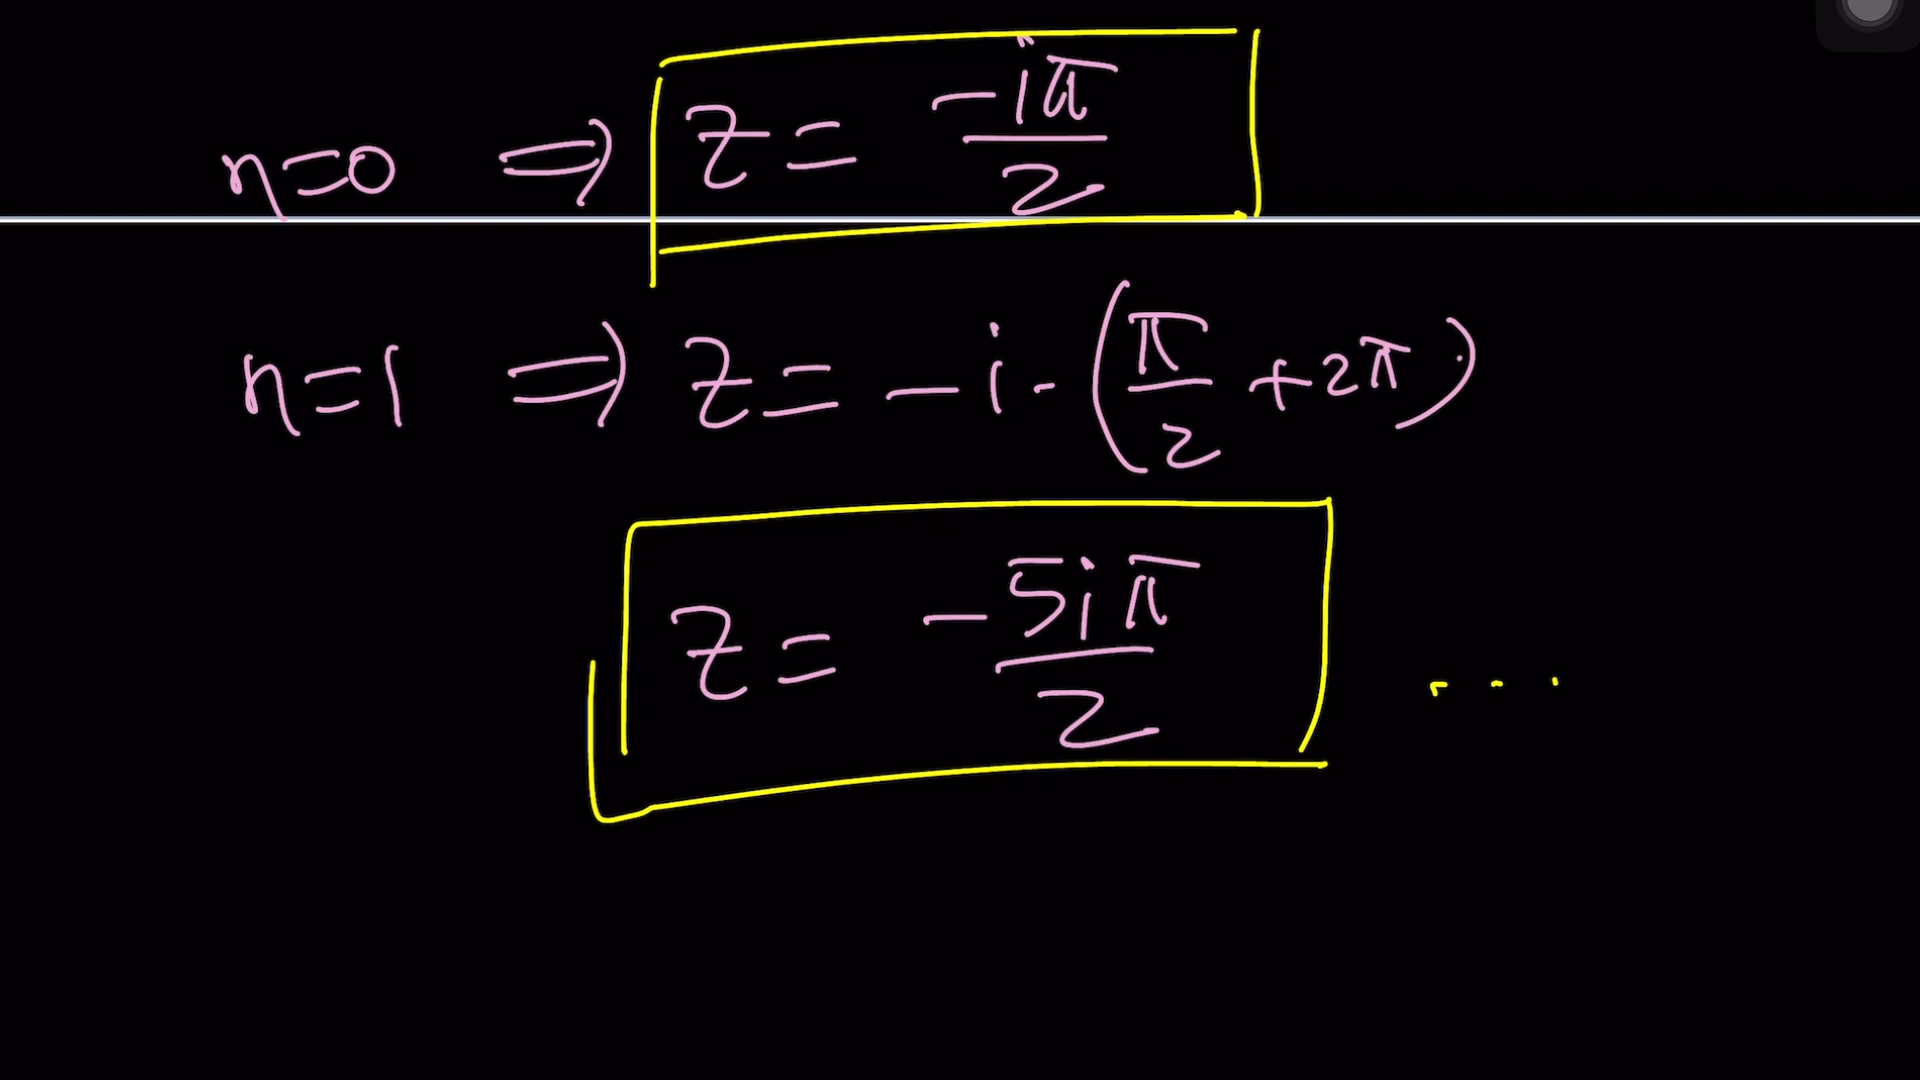 n=0 ⇒ z = -iπ/2
n=1 ⇒ z = -i·(π/2 + 2π)
z = -5iπ/2 ...